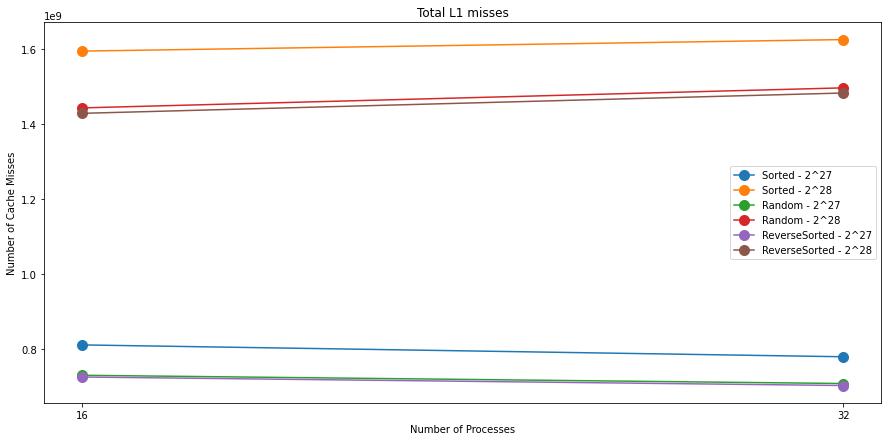 Total L1 misses
1e9
1.6
1.4
1.2
1.0
0.8
Number of Cache Misses
Sorted - 2^27
Sorted - 2^28
Random - 2^27
Random - 2^28
ReverseSorted - 2^27
ReverseSorted - 2^28
16
32
Number of Processes